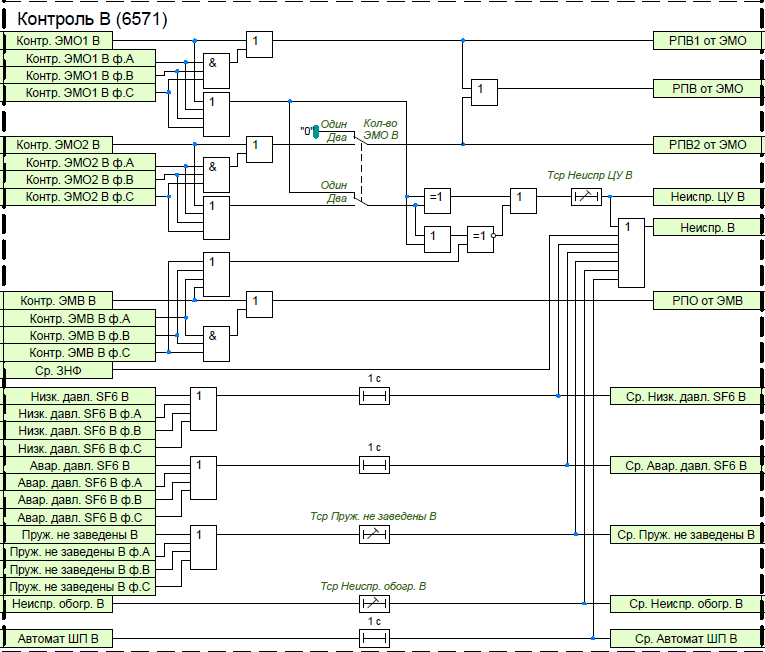 Контроль В (6571)
Контр. ЭМО1 В
1
РПВ1 от ЭМО
Контр. ЭМО1 В ф.А
&
Контр. ЭМО1 В ф.В
Контр. ЭМО1 В ф.С
1
РПВ от ЭМО
1
"0"
Один
Два
Кол-во
ЭМО В
Контр. ЭМО2 В
1
РПВ2 от ЭМО
Контр. ЭМО2 В ф.А
&
Контр. ЭМО2 В ф.В
Контр. ЭМО2 В ф.С
1
Один
Два
=1
1
Тср Неиспр ЦУ В
Неиспр. ЦУ В
1
=1
1
Неиспр. В
1
Контр. ЭМВ В
1
РПО от ЭМВ
Контр. ЭМВ В ф.А
Контр. ЭМВ В ф.В
&
Контр. ЭМВ В ф.С
Ср. ЗНФ
1 с
Низк. давл. SF6 В
1
Ср. Низк. давл. SF6 В
Низк. давл. SF6 В ф.А
Низк. давл. SF6 В ф.В
Низк. давл. SF6 В ф.С
1 с
Авар. давл. SF6 В
1
Ср. Авар. давл. SF6 В
Авар. давл. SF6 В ф.А
Авар. давл. SF6 В ф.В
Авар. давл. SF6 В ф.С
Тср Пруж. не заведены В
Пруж. не заведены В
1
Ср. Пруж. не заведены В
Пруж. не заведены В ф.А
Пруж. не заведены В ф.В
Пруж. не заведены В ф.С
Тср Неиспр. обогр. В
Неиспр. обогр. В
Ср. Неиспр. обогр. В
1 с
Автомат ШП В
Ср. Автомат ШП В